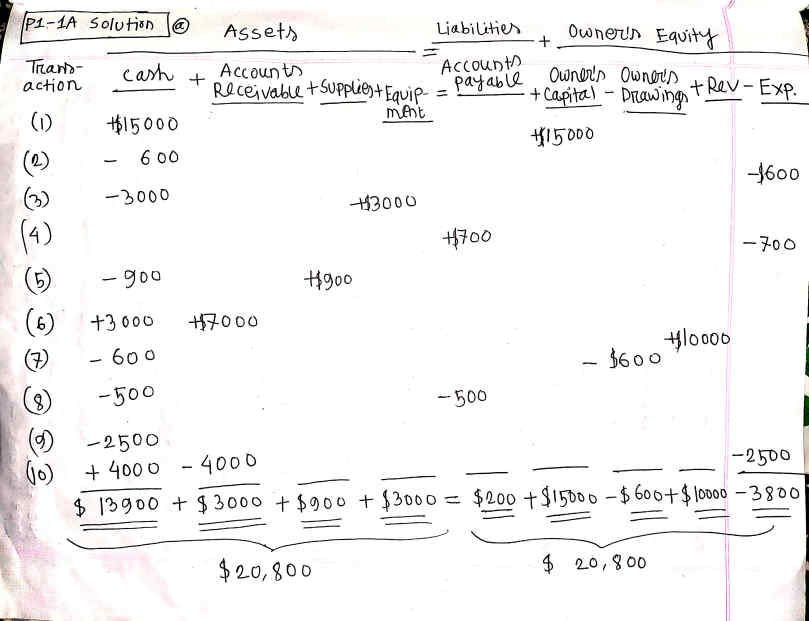 P1-1A Solution (a) Assets = Liabilities + Owner's Equity
Trans-action Cash + Accounts Receivable + Supplies + Equipment = Accounts payable + Owner's Capital - Owner's Drawings + Rev - Exp.
(1) +$15000 +$15000
(2) - 600 -$600
(3) -3000 +$3000
(4) +$700 -700
(5) -900 +$900
(6) +3000 +$7000 +$10000
(7) - 600 - $600
(8) -500 -500
(9) -2500 -2500
(10) + 4000 - 4000
$ 13900 + $3000 + $900 + $3000 = $200 + $15000 - $600 + $10000 - 3800
$20,800 $ 20,800